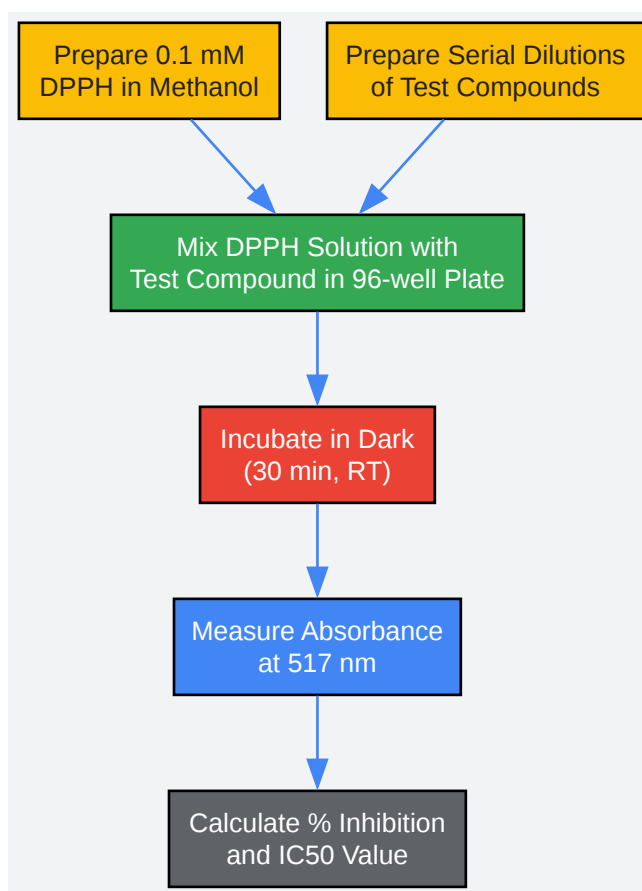 Prepare 0.1 mM
DPPH in Methanol
Prepare Serial Dilutions
of Test Compounds
Mix DPPH Solution with
Test Compound in 96-well Plate
Incubate in Dark
(30 min, RT)
Measure Absorbance
at 517 nm
Calculate % Inhibition
and IC50 Value